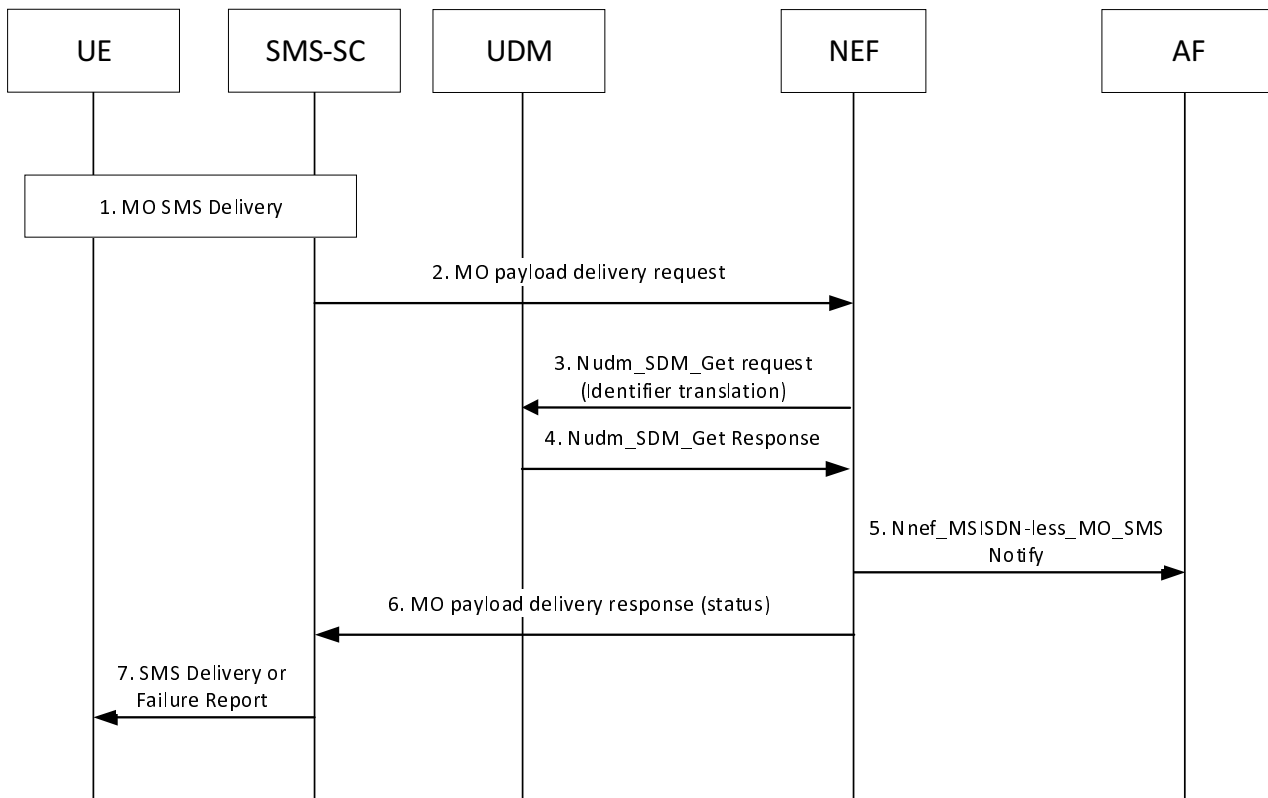 UE
SMS-SC
UDM
NEF
AF
1. MO SMS Delivery
2. MO payload delivery request
3. Nudm_SDM_Get request
(Identifier translation)
4. Nudm_SDM_Get Response
5. Nnef_MSISDN-less_MO_SMS
Notify
6. MO payload delivery response (status)
7. SMS Delivery or
Failure Report